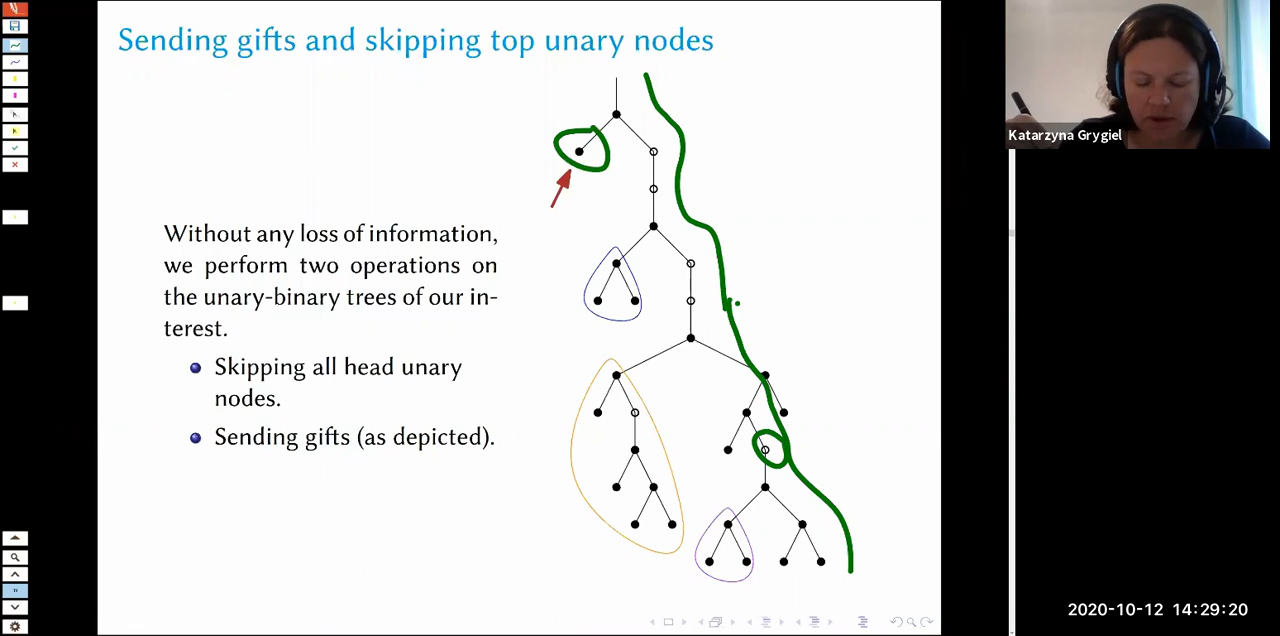 Sending gifts and skipping top unary nodes
Katarzyna Grygiel
Without any loss of information,
we perform two operations on
the unary-binary trees of our in-
terest.
Skipping all head unary
nodes.
Sending gifts (as depicted).
2020-10-12 14:29:20